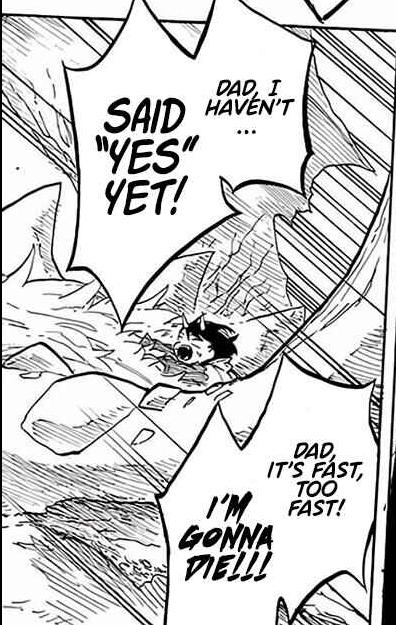 DAD, I
HAVEN'T
...
SAID
"YES"
YET!
DAD,
IT'S FAST,
TOO
FAST!
I'M
GONNA
DIE!!!